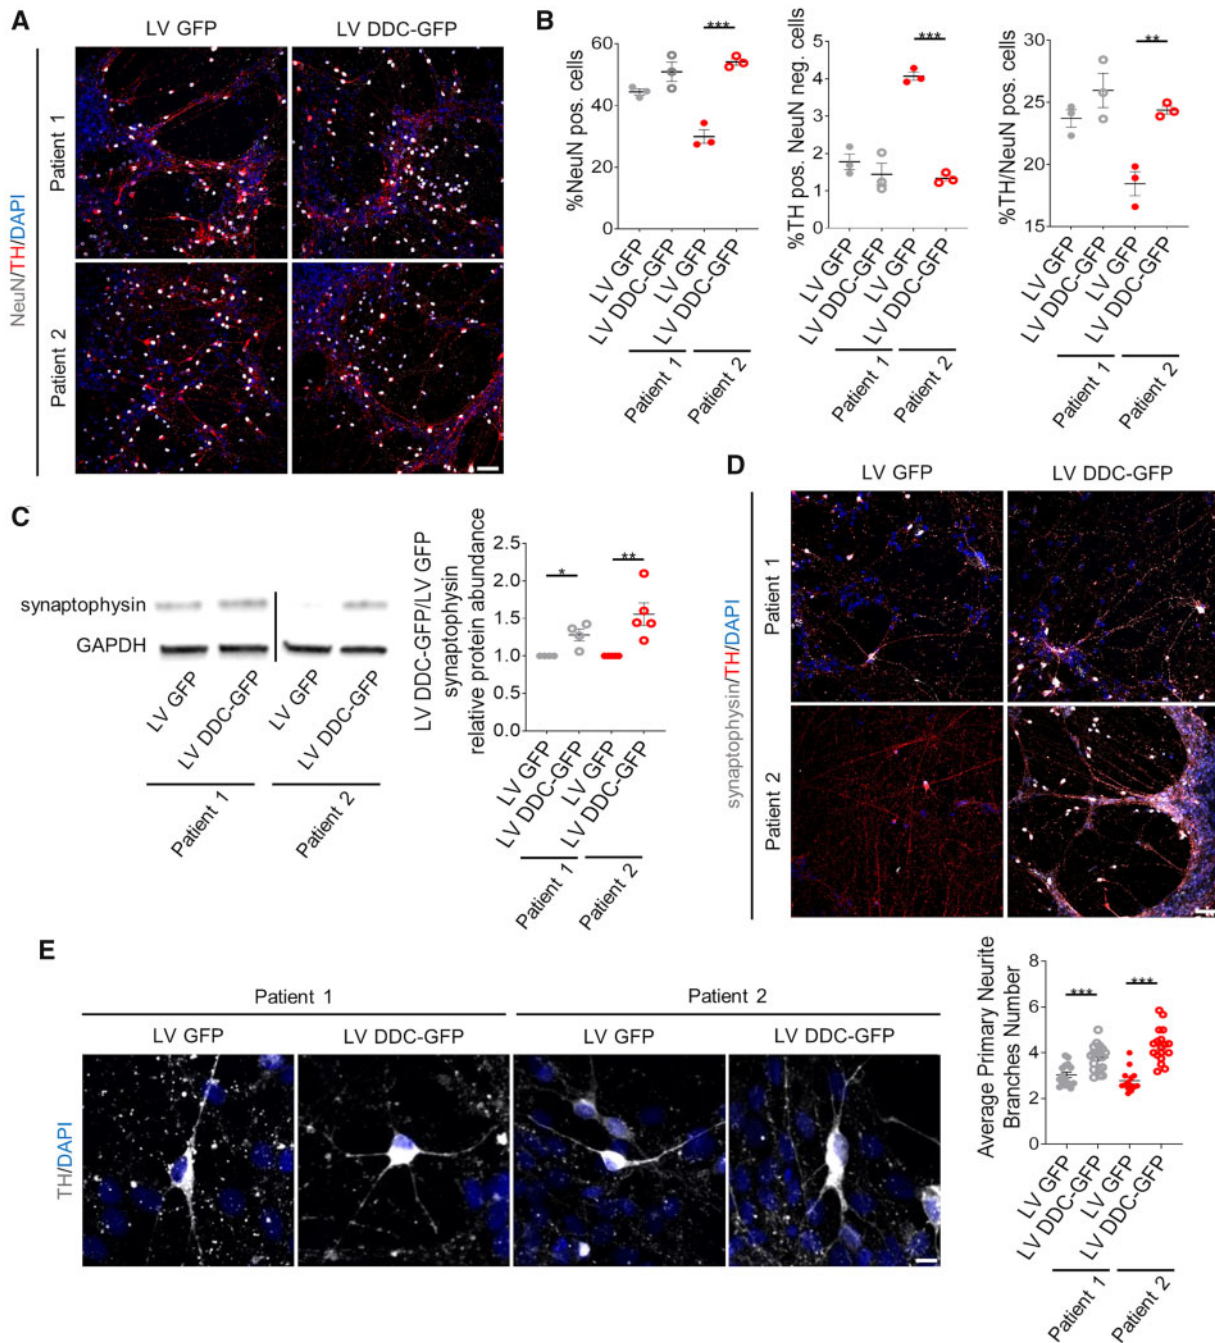 A
LV GFP
LV DDC-GFP
Patient 1
Patient 2
NeuN/TH/DAPI
B
%NeuN pos. cells
60
40
20
0
***
LV GFP
LV DDC-GFP
LV GFP
LV DDC-GFP
Patient 1
Patient 2
%TH pos. NeuN neg. cells
5
4
3
2
1
0
***
LV GFP
LV DDC-GFP
LV GFP
LV DDC-GFP
Patient 1
Patient 2
%TH/NeuN pos. cells
30
25
20
15
**
LV GFP
LV DDC-GFP
LV GFP
LV DDC-GFP
Patient 1
Patient 2
C
synaptophysin
GAPDH
LV GFP
LV DDC-GFP
LV GFP
LV DDC-GFP
Patient 1
Patient 2
LV DDC-GFP/LV GFP
synaptophysin
relative protein abundance
2.5
2.0
1.5
1.0
0.5
0.0
*
**
LV GFP
LV DDC-GFP
LV GFP
LV DDC-GFP
Patient 1
Patient 2
D
LV GFP
LV DDC-GFP
Patient 1
Patient 2
synaptophysin/TH/DAPI
E
Patient 1
Patient 2
LV GFP
LV DDC-GFP
LV GFP
LV DDC-GFP
TH/DAPI
Average Primary Neurite
Branches Number
8
6
4
2
0
***
***
LV GFP
LV DDC-GFP
LV GFP
LV DDC-GFP
Patient 1
Patient 2